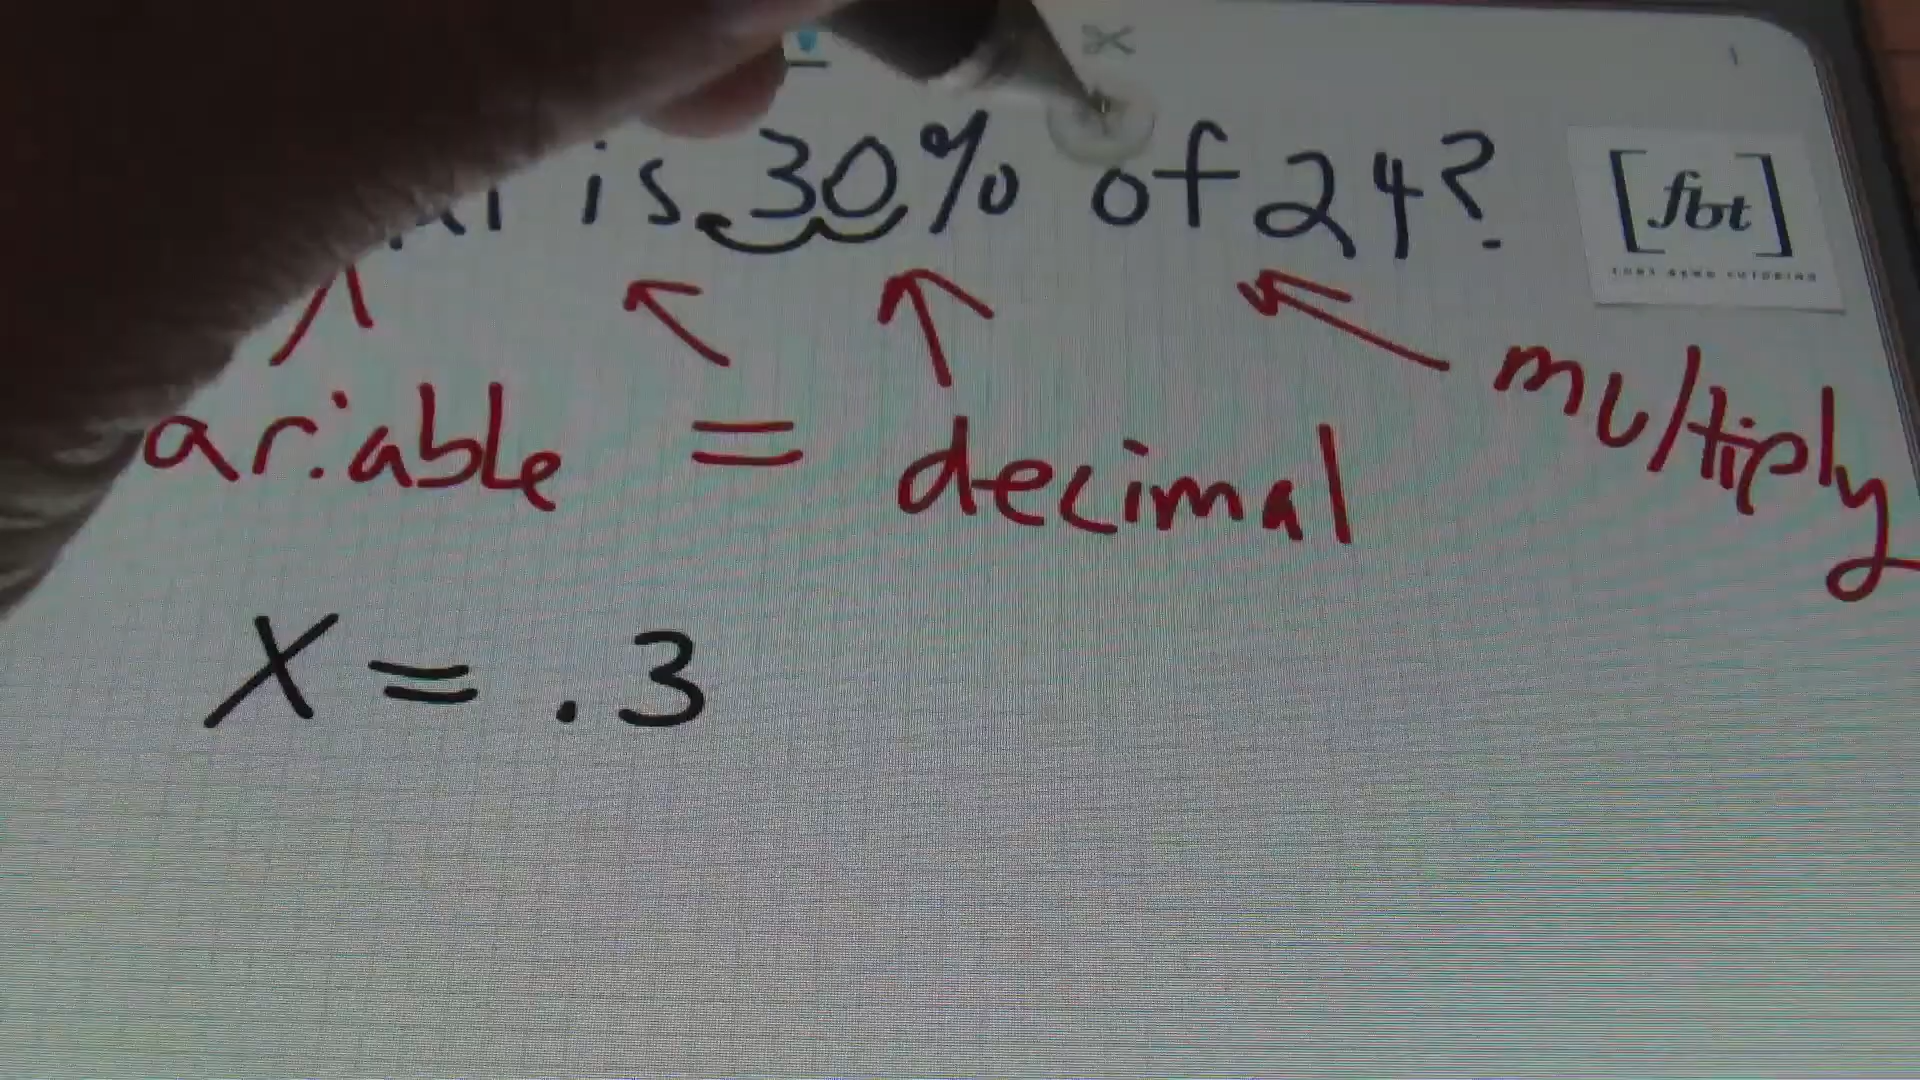 is 30% of 24?
[fbt]
multiply
ariable = decimal
X = .3